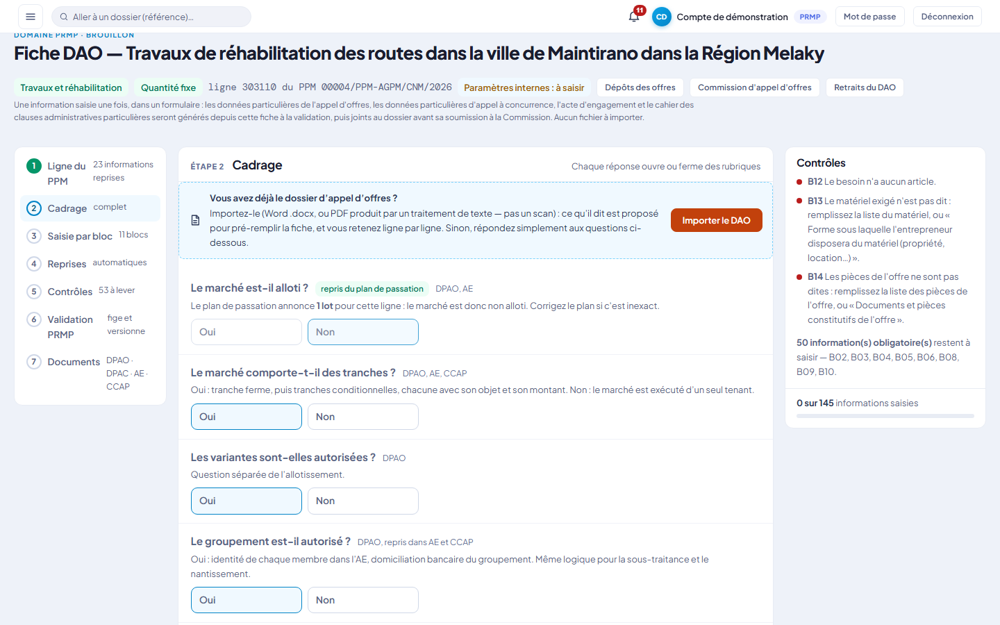 Aller à un dossier (référence)...
11
CD
Compte de démonstration
PRMP
Mot de passe
Déconnexion
DOMAINE PRMP · BROUILLON
Fiche DAO — Travaux de réhabilitation des routes dans la ville de Maintirano dans la Région Melaky
Travaux et réhabilitation
Quantité fixe
ligne 303110 du PPM 00004/PPM-AGPM/CNM/2026
Paramètres internes : à saisir
Dépôts des offres
Commission d'appel d'offres
Retraits du DAO
Une information saisie une fois, dans un formulaire : les données particulières de l'appel d'offres, les données particulières d'appel à concurrence, l'acte d'engagement et le cahier des
clauses administratives particulières seront générés depuis cette fiche à la validation, puis joints au dossier avant sa soumission à la Commission. Aucun fichier à importer.
1
Ligne du
PPM
23 informations
reprises
2
Cadrage
complet
3
Saisie par bloc
11 blocs
4
Reprises
automatiques
5
Contrôles
53 à lever
6
Validation
PRMP
fige et
versionne
7
Documents
DPAO ·
DPAC · AE ·
CCAP
ÉTAPE 2
Cadrage
Chaque réponse ouvre ou ferme des rubriques
Vous avez déjà le dossier d'appel d'offres ?
Importez-le (Word .docx, ou PDF produit par un traitement de texte — pas un scan) : ce qu'il dit est proposé
pour pré-remplir la fiche, et vous retenez ligne par ligne. Sinon, répondez simplement aux questions ci-
dessous.
Importer le DAO
Le marché est-il alloti ?
repris du plan de passation
DPAO, AE
Le plan de passation annonce 1 lot pour cette ligne : le marché est donc non alloti. Corrigez le plan si c'est inexact.
Oui
Non
Le marché comporte-t-il des tranches ?
DPAO, AE, CCAP
Oui : tranche ferme, puis tranches conditionnelles, chacune avec son objet et son montant. Non : le marché est exécuté d'un seul tenant.
Oui
Non
Les variantes sont-elles autorisées ?
DPAO
Question séparée de l'allotissement.
Oui
Non
Le groupement est-il autorisé ?
DPAO, repris dans AE et CCAP
Oui : identité de chaque membre dans l'AE, domiciliation bancaire du groupement. Même logique pour la sous-traitance et le
nantissement.
Oui
Non
Contrôles
B12 Le besoin n'a aucun article.
B13 Le matériel exigé n'est pas dit :
remplissez la liste du matériel, ou «
Forme sous laquelle l'entrepreneur
disposera du matériel (propriété,
location...) ».
B14 Les pièces de l'offre ne sont pas
dites : remplissez la liste des pièces de
l'offre, ou « Documents et pièces
constitutifs de l'offre ».
50 information(s) obligatoire(s) restent à
saisir — B02, B03, B04, B05, B06, B08,
B09, B10.
0 sur 145 informations saisies